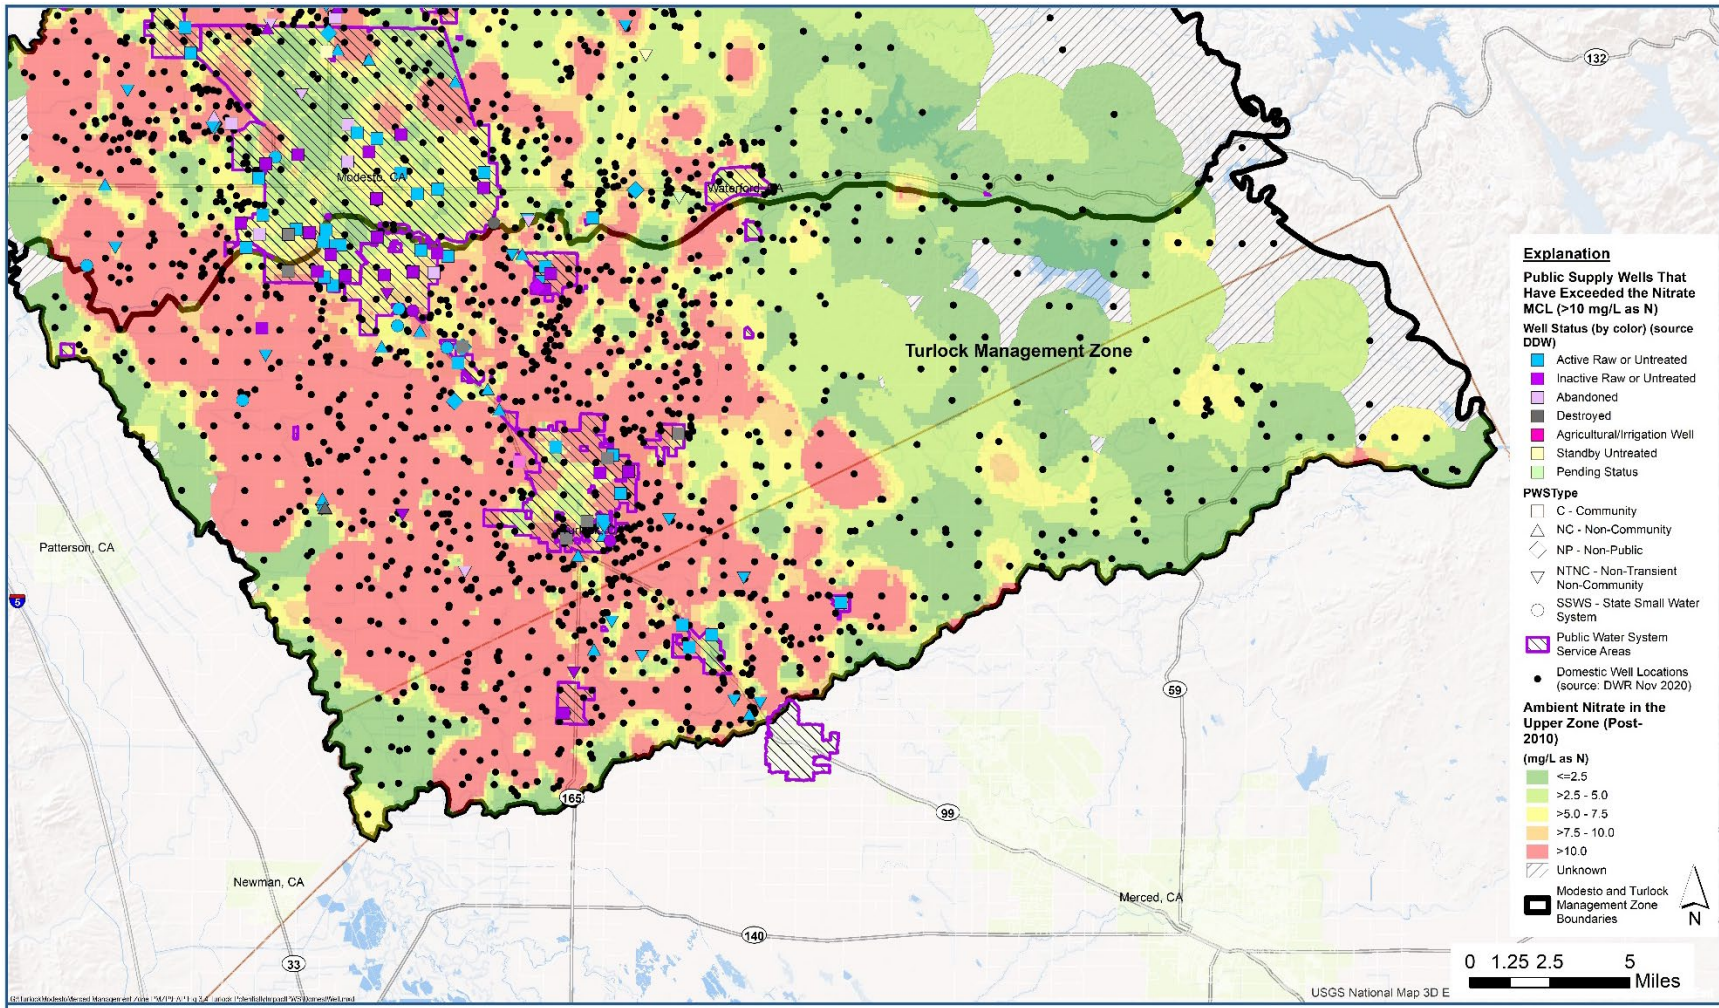 132
Modesto, CA
Turlock Management Zone
Patterson, CA
5
59
165
99
Newman, CA
Merced, CA
140
33
Explanation
Public Supply Wells That
Have Exceeded the Nitrate
MCL (>10 mg/L as N)
Well Status (by color) (source
DDW)
Active Raw or Untreated
Inactive Raw or Untreated
Abandoned
Destroyed
Agricultural/Irrigation Well
Standby Untreated
Pending Status
PWSType
C - Community
NC - Non-Community
NP - Non-Public
NTNC - Non-Transient
Non-Community
SSWS - State Small Water
System
Public Water System
Service Areas
Domestic Well Locations
(source: DWR Nov 2020)
Ambient Nitrate in the
Upper Zone (Post-
2010)
(mg/L as N)
<=2.5
>2.5 - 5.0
>5.0 - 7.5
>7.5 - 10.0
>10.0
Unknown
Modesto and Turlock
Management Zone
Boundaries
N
0 1.25 2.5 5
Miles
USGS National Map 3D E